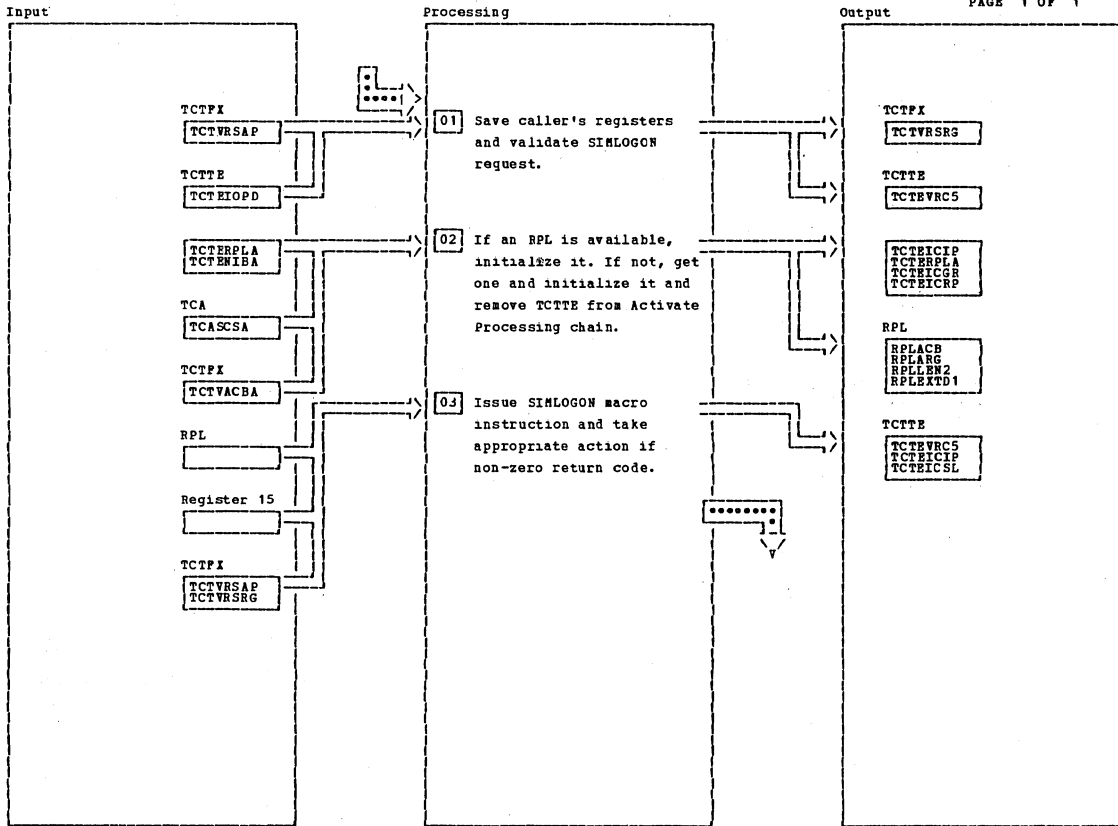 PAGE 1 OF 1
Input
Processing
Output
TCTPX
TCTVRSAP
TCTTE
TCTEIOPD
TCTERPLA
TCTENIBA
TCA
TCASCSA
TCTPX
TCTVACBA
RPL
Register 15
TCTPX
TCTVRSAP
TCTVRSRG
01 Save caller's registers
and validate SIMLOGON
request.
02 If an RPL is available,
initialize it. If not, get
one and initialize it and
remove TCTTE from Activate
Processing chain.
03 Issue SIMLOGON macro
instruction and take
appropriate action if
non-zero return code.
TCTPX
TCTVRSRG
TCTTE
TCTEVRC5
TCTEICIP
TCTERPLA
TCTEICGR
TCTEICRP
RPL
RPLACB
RPLARG
RPLLEN2
RPLEXTD1
TCTTE
TCTEVRC5
TCTEICIP
TCTEICSL